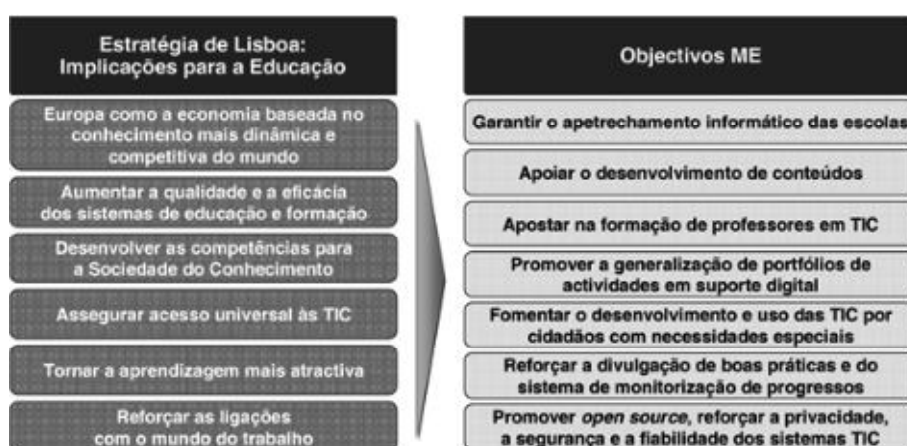 Estratégia de Lisboa:
Implicações para a Educação
Europa como a economia baseada no
conhecimento mais dinâmica e
competitiva do mundo
Aumentar a qualidade e a eficácia
dos sistemas de educação e formação
Desenvolver as competências para
a Sociedade do Conhecimento
Assegurar acesso universal às TIC
Tornar a aprendizagem mais atractiva
Reforçar as ligações
com o mundo do trabalho
Objectivos ME
Garantir o apetrechamento informático das escolas
Apoiar o desenvolvimento de conteúdos
Apostar na formação de professores em TIC
Promover a generalização de portfólios de
actividades em suporte digital
Fomentar o desenvolvimento e uso das TIC por
cidadãos com necessidades especiais
Reforçar a divulgação de boas práticas e do
sistema de monitorização de progressos
Promover open source, reforçar a privacidade,
a segurança e a fiabilidade dos sistemas TIC